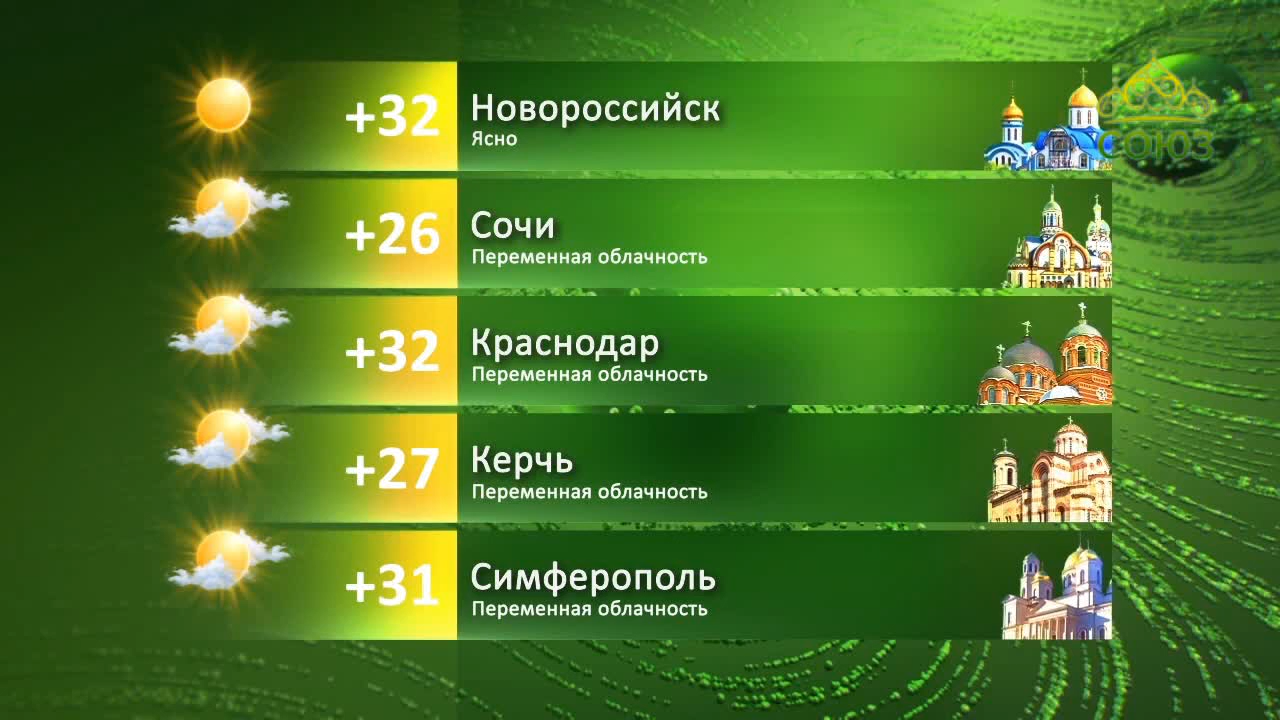 +32
Новороссийск
Ясно
СОЮЗ
+26
Сочи
Переменная облачность
+32
Краснодар
Переменная облачность
+27
Керчь
Переменная облачность
+31
Симферополь
Переменная облачность